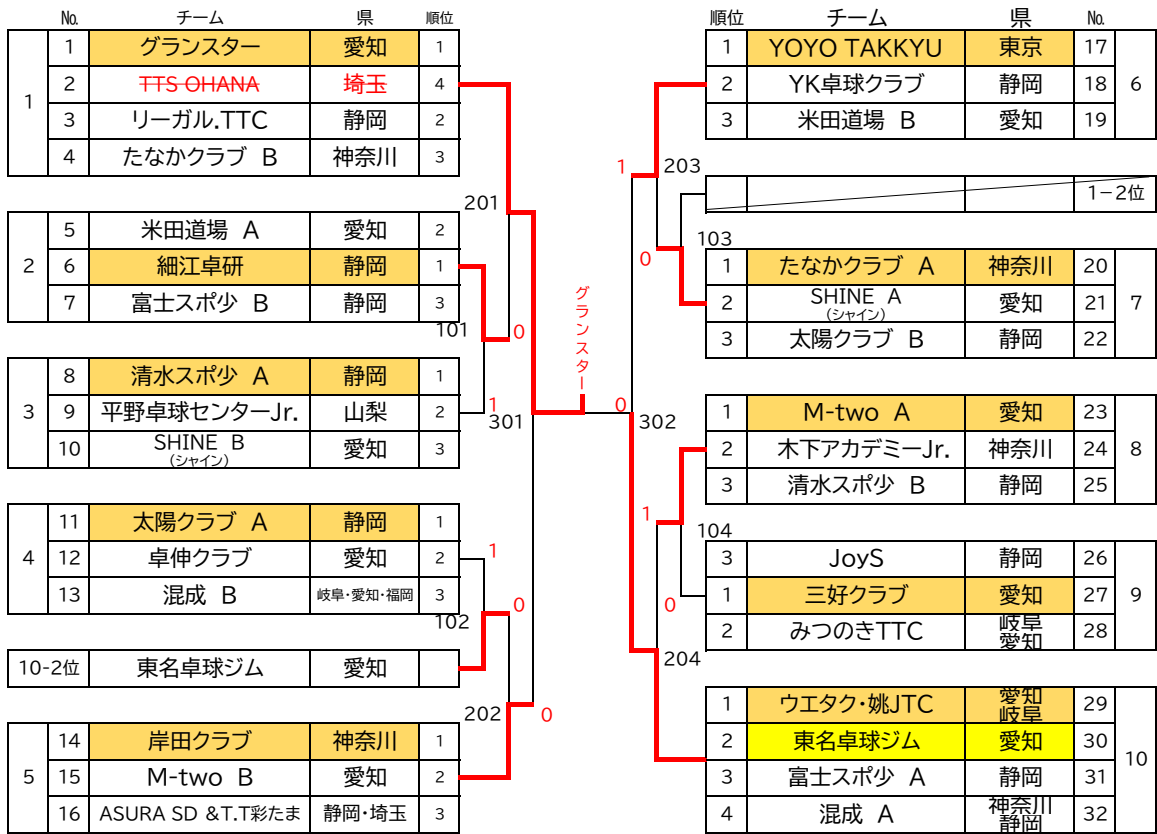 № チーム 県 順位
1
1 グランスター 愛知 1
2 TTS OHANA 埼玉 4
3 リーガル.TTC 静岡 2
4 たなかクラブ B 神奈川 3
2
5 米田道場 A 愛知 2
6 細江卓研 静岡 1
7 富士スポ少 B 静岡 3
3
8 清水スポ少 A 静岡 1
9 平野卓球センターJr. 山梨 2
10 SHINE B 愛知 3
(シャイン)
4
11 太陽クラブ A 静岡 1
12 卓伸クラブ 愛知 2
13 混成 B 岐阜・愛知・福岡 3
10-2位 東名卓球ジム 愛知
5
14 岸田クラブ 神奈川 1
15 M-two B 愛知 2
16 ASURA SD &T.T彩たま 静岡・埼玉 3
201
101
0
1
301
1
0
102
202
0
グランスター
1
203
103
0
0
302
1
104
0
204
順位 チーム 県 №
1 YOYO TAKKYU 東京 17
2 YK卓球クラブ 静岡 18
3 米田道場 B 愛知 19
6
1−2位
1 たなかクラブ A 神奈川 20
2 SHINE A 愛知 21
(シャイン)
3 太陽クラブ B 静岡 22
7
1 M-two A 愛知 23
2 木下アカデミーJr. 神奈川 24
3 清水スポ少 B 静岡 25
8
3 JoyS 静岡 26
1 三好クラブ 愛知 27
2 みつのきTTC 岐阜 28
愛知
9
1 ウエタク・姚JTC 愛知 29
岐阜
2 東名卓球ジム 愛知 30
3 富士スポ少 A 静岡 31
4 混成 A 神奈川 32
静岡
10